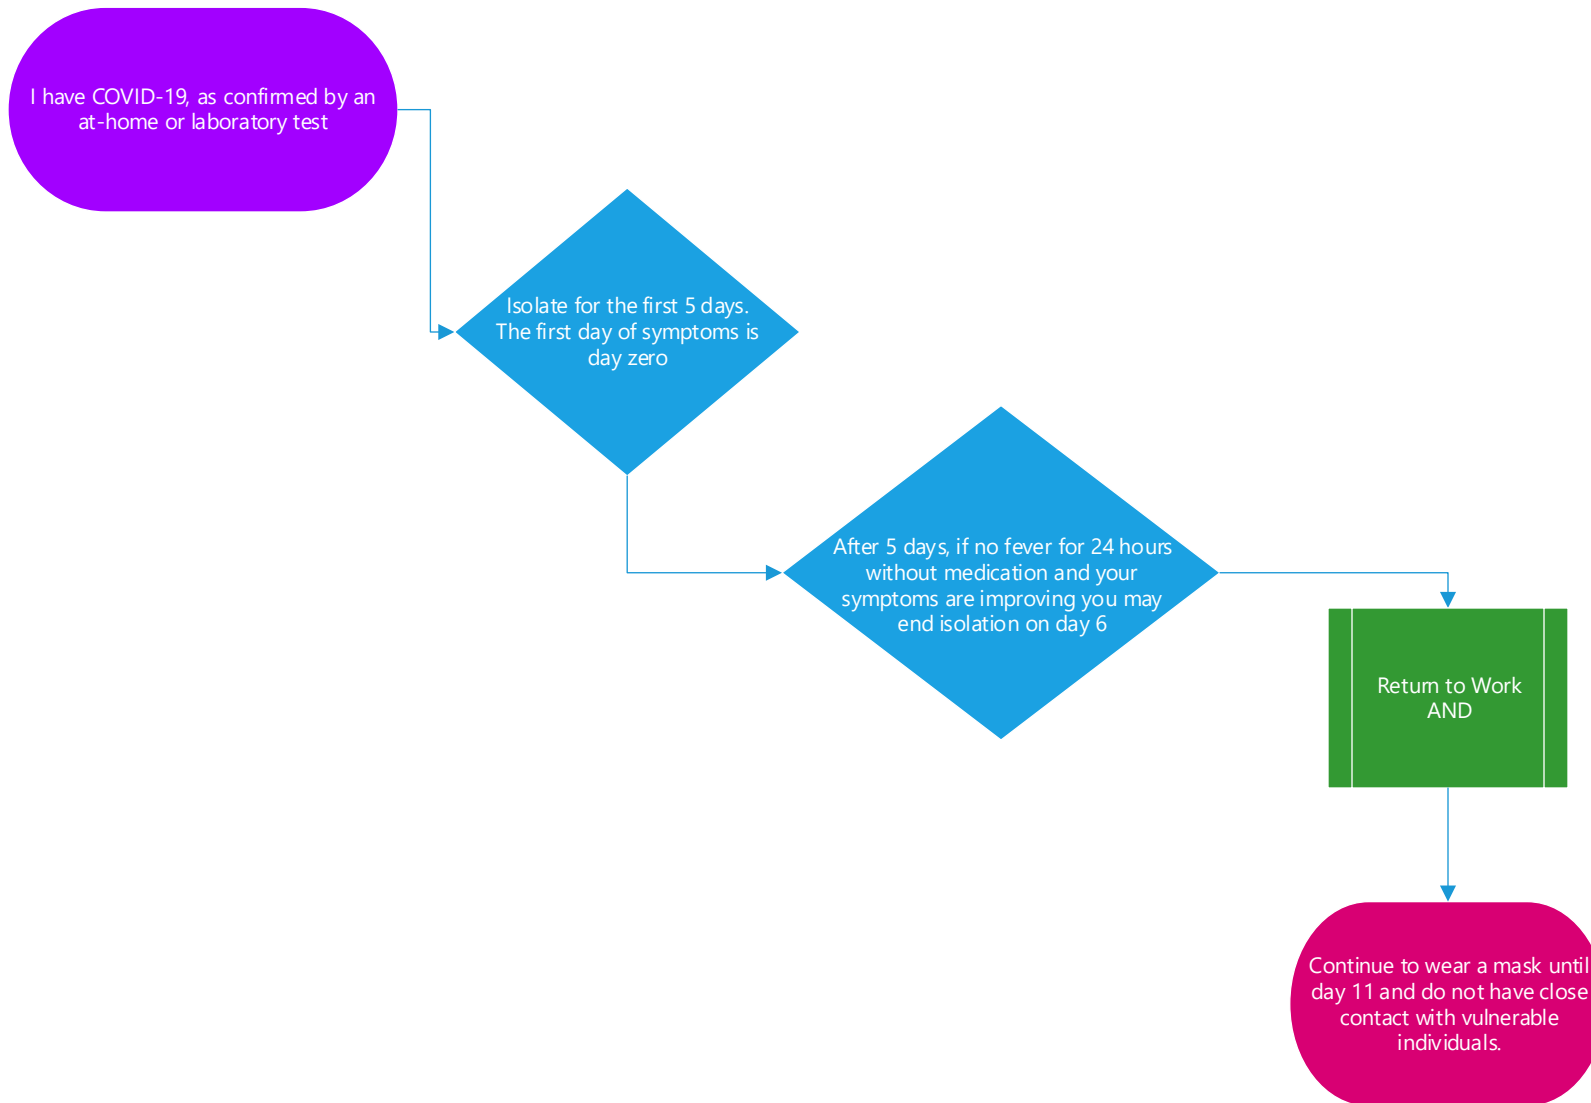 I have COVID-19, as confirmed by an
at-home or laboratory test
Isolate for the first 5 days.
The first day of symptoms is
day zero
After 5 days, if no fever for 24 hours
without medication and your
symptoms are improving you may
end isolation on day 6
Return to Work
AND
Continue to wear a mask until
day 11 and do not have close
contact with vulnerable
individuals.